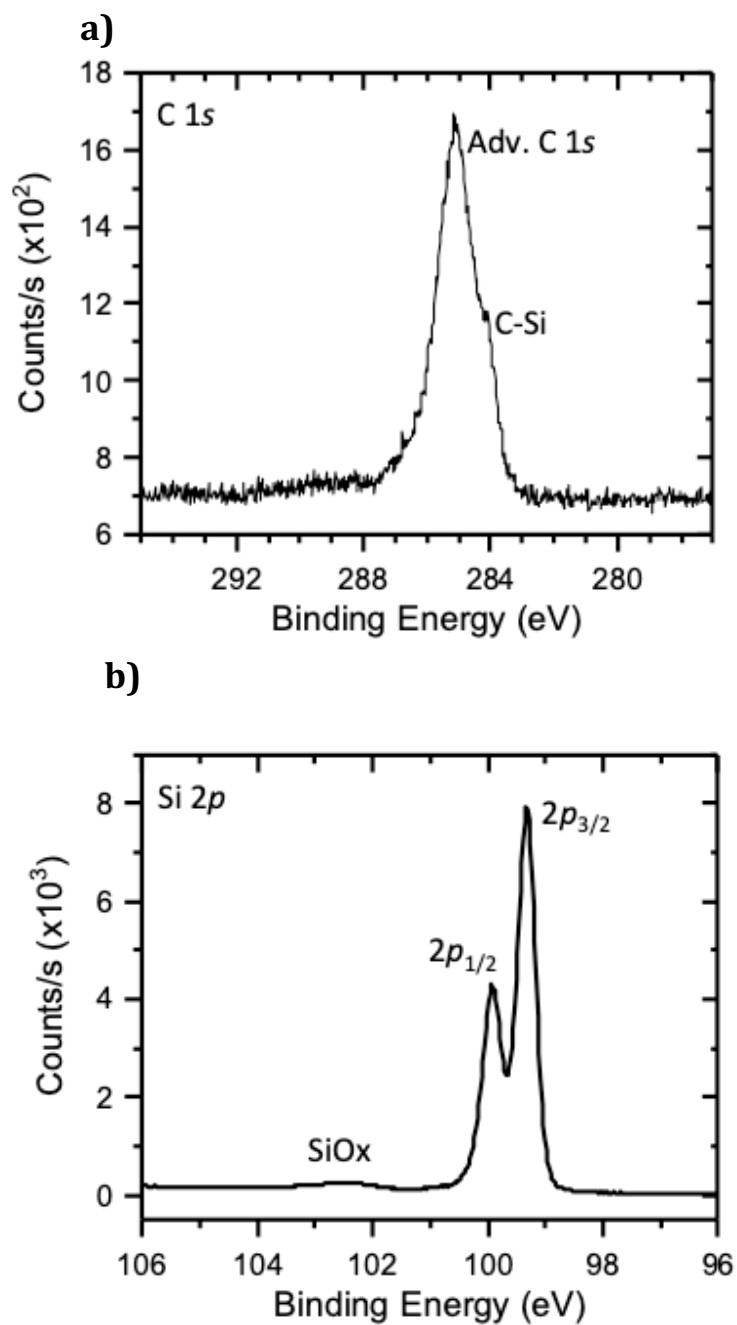 a)
18
16
14
12
10
8
6
Counts/s (x10²)
C 1s
Adv. C 1s
C-Si
292 288 284 280
Binding Energy (eV)
b)
8
6
4
2
0
Counts/s (x10³)
Si 2p
2p₃/₂
2p₁/₂
SiOx
106 104 102 100 98 96
Binding Energy (eV)